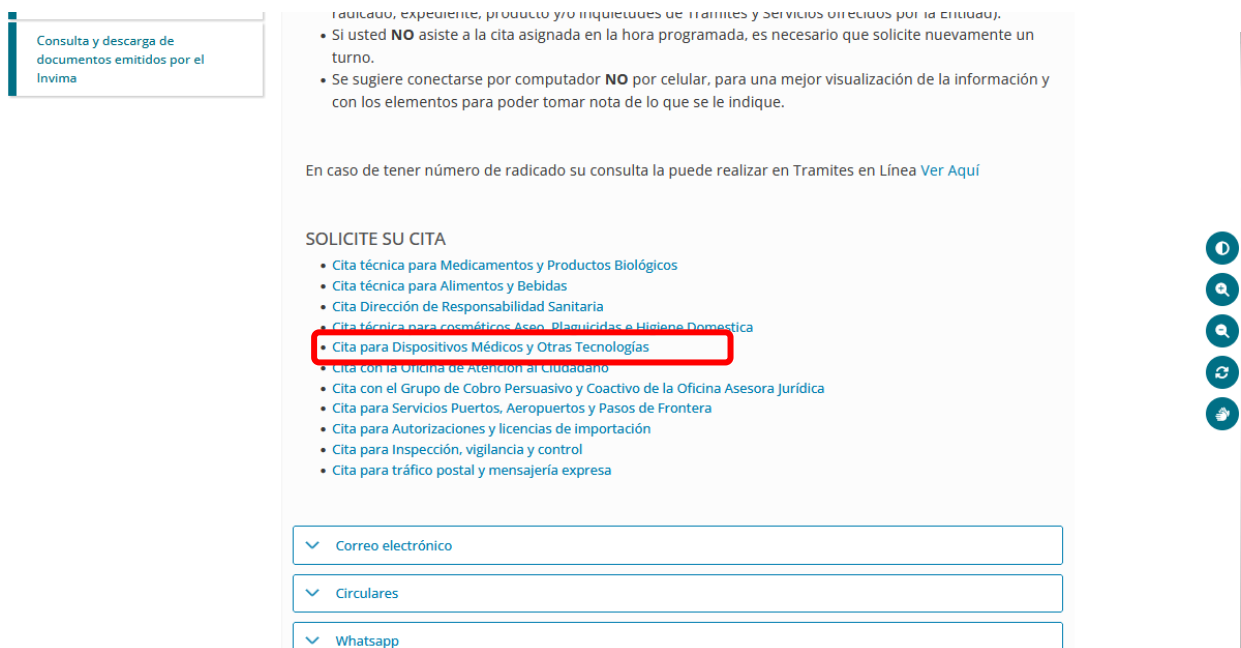 radicado, expediente, producto y/o inquietudes de Tramites y Servicios ofrecidos por la Entidad).
Consulta y descarga de
documentos emitidos por el
Invima
• Si usted NO asiste a la cita asignada en la hora programada, es necesario que solicite nuevamente un
turno.
• Se sugiere conectarse por computador NO por celular, para una mejor visualización de la información y
con los elementos para poder tomar nota de lo que se le indique.
En caso de tener número de radicado su consulta la puede realizar en Tramites en Línea Ver Aquí
SOLICITE SU CITA
• Cita técnica para Medicamentos y Productos Biológicos
• Cita técnica para Alimentos y Bebidas
• Cita Dirección de Responsabilidad Sanitaria
• Cita técnica para cosméticos Aseo, Plaguicidas e Higiene Domestica
• Cita para Dispositivos Médicos y Otras Tecnologías
• Cita con la Oficina de Atención al Ciudadano
• Cita con el Grupo de Cobro Persuasivo y Coactivo de la Oficina Asesora Jurídica
• Cita para Servicios Puertos, Aeropuertos y Pasos de Frontera
• Cita para Autorizaciones y licencias de importación
• Cita para Inspección, vigilancia y control
• Cita para tráfico postal y mensajería expresa
Correo electrónico
Circulares
Whatsapp